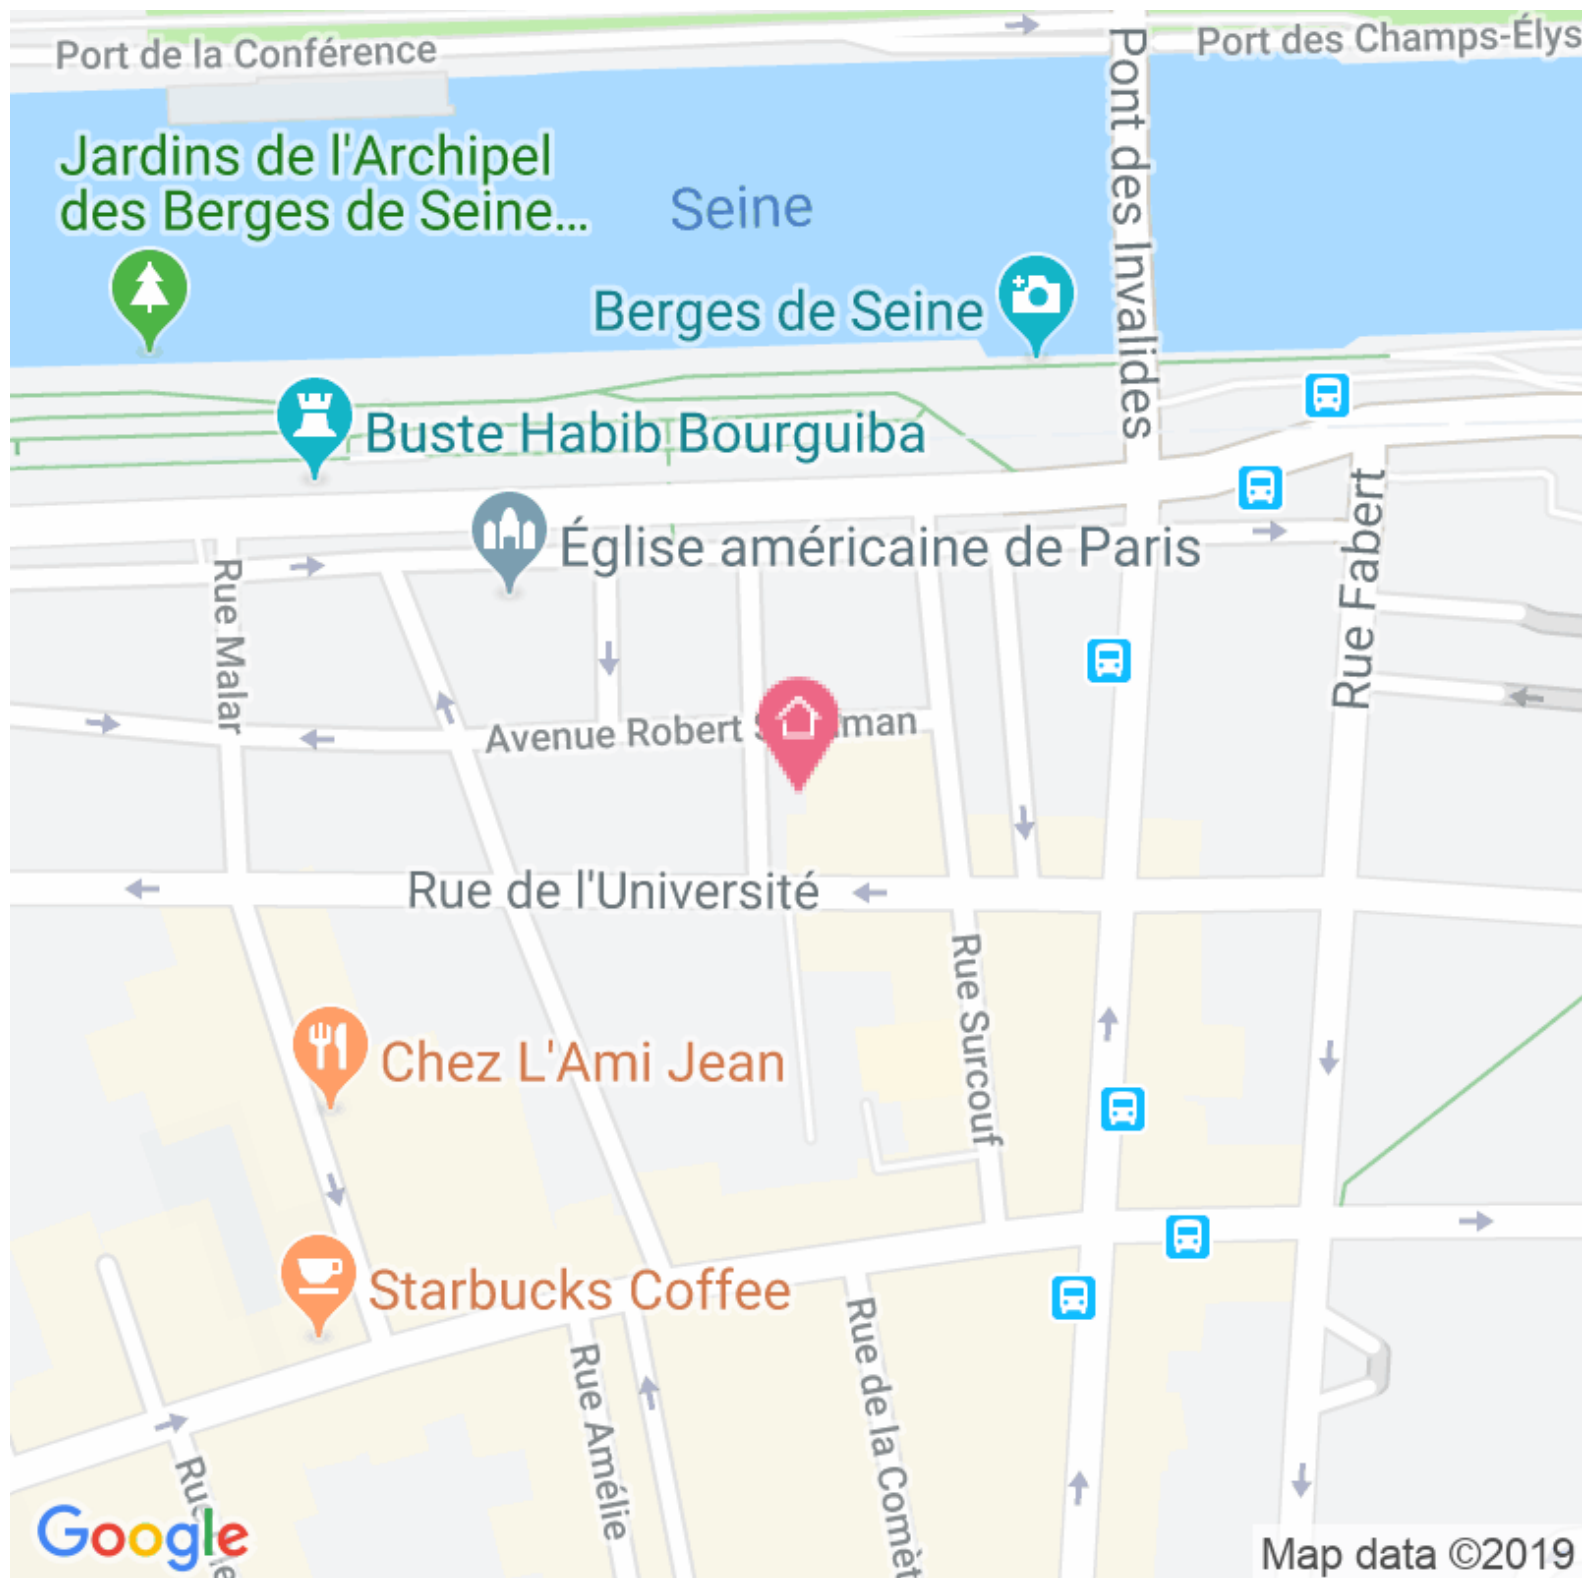 Port de la Conférence
Port des Champs-Élys
Pont des Invalides
Jardins de l'Archipel
des Berges de Seine...
Seine
Berges de Seine
Buste Habib Bourguiba
Église américaine de Paris
Rue Fabert
Rue Malar
Avenue Robert
Rue de l'Université
Rue Surcouf
Chez L'Ami Jean
Starbucks Coffee
Rue Amélie
Rue de la Comèt
Rue
Google
Map data ©2019